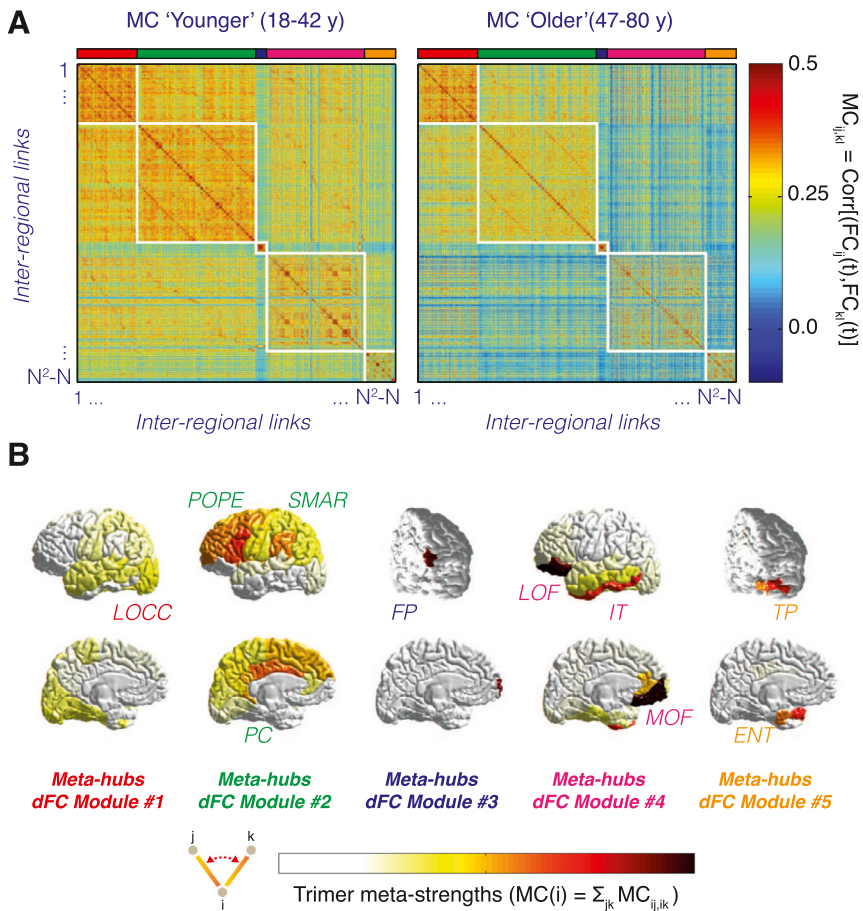 A
MC ‘Younger’ (18-42 y)
MC ‘Older’(47-80 y)
1
⋮
Inter-regional links
⋮
N²-N
1 ...
... N²-N
Inter-regional links
1 ...
... N²-N
Inter-regional links
0.5
0.25
0.0
MCij,kl = Corr[(FCij(t),FCkl(t)]
B
POPE
SMAR
LOCC
FP
LOF
IT
TP
PC
MOF
ENT
Meta-hubs
dFC Module #1
Meta-hubs
dFC Module #2
Meta-hubs
dFC Module #3
Meta-hubs
dFC Module #4
Meta-hubs
dFC Module #5
j
k
i
Trimer meta-strengths (MC(i) = Σjk MCij,ik)